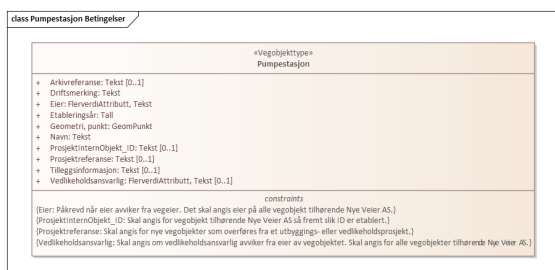 class Pumpestasjon Betingelser
«Vegobjekttype»
Pumpestasjon
+ Arkivreferanse: Tekst [0..1]
+ Driftsmerking: Tekst
+ Eier: FlerverdiAttributt, Tekst
+ Etableringsår: Tall
+ Geometri, punkt: GeomPunkt
+ Navn: Tekst
+ ProsjektInternObjekt_ID: Tekst [0..1]
+ Prosjektreferanse: Tekst [0..1]
+ Tilleggsinformasjon: Tekst [0..1]
+ Vedlikeholdsansvarlig: FlerverdiAttributt, Tekst [0..1]
constraints
{Eier: Påkrevd når eier avviker fra vegeier. Det skal angis eier på alle vegobjekt tilhørende Nye Veier AS.}
{ProsjektInternObjekt_ID: Skal angis for vegobjekt tilhørende Nye Veier AS så fremt slik ID er etablert.}
{Prosjektreferanse: Skal angis for nye vegobjekter som overføres fra et utbyggings- eller vedlikeholdsprosjekt.}
{Vedlikeholdsansvarlig: Skal angis om vedlikeholdsansvarlig avviker fra eier av vegobjektet. Skal angis for alle vegobjekter tilhørende Nye Veier AS.}